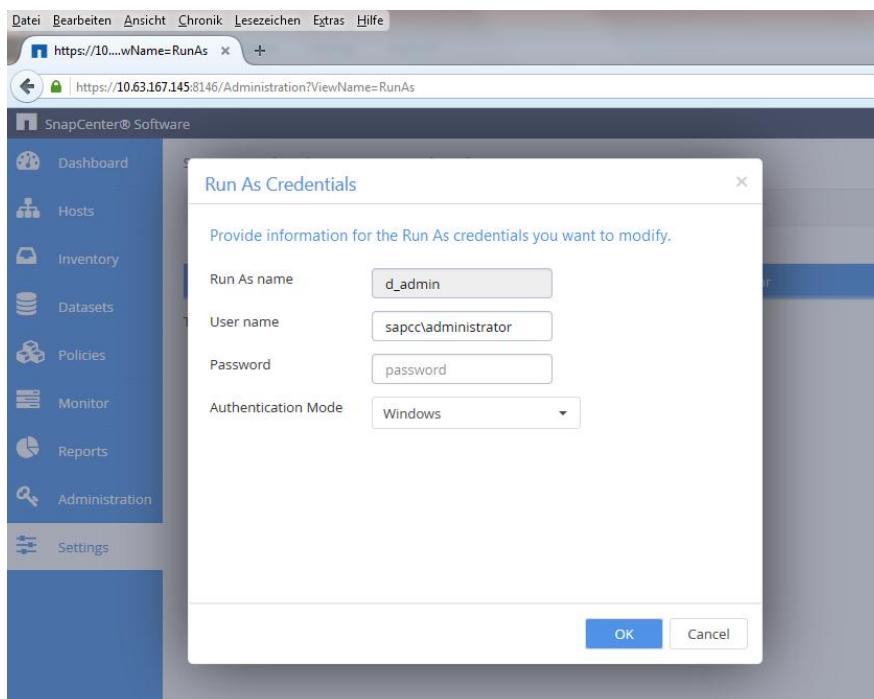 Datei Bearbeiten Ansicht Chronik Lesezeichen Extras Hilfe
https://10....wName=RunAs × +
https://10.63.167.145:8146/Administration?ViewName=RunAs
SnapCenter® Software
Dashboard
Hosts
Inventory
Datasets
Policies
Monitor
Reports
Administration
Settings
Run As Credentials ×
Provide information for the Run As credentials you want to modify.
Run As name d_admin
User name sapcc\administrator
Password password
Authentication Mode Windows
OK Cancel